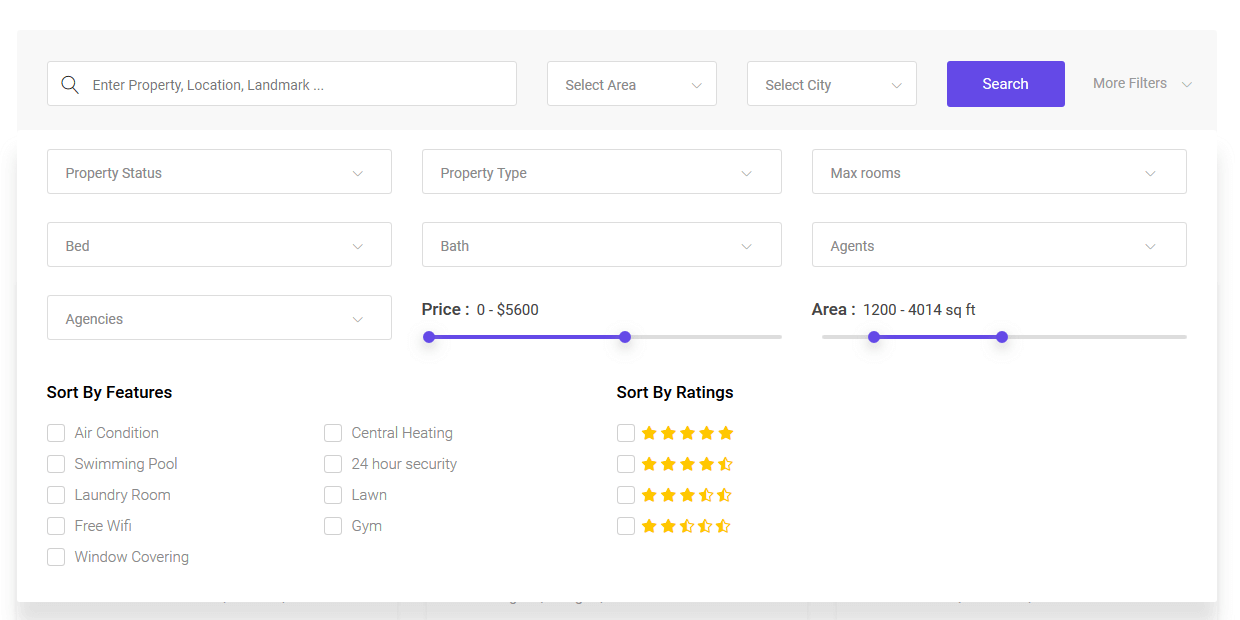 Enter Property, Location, Landmark ... Select Area Select City Search More Filters
Property Status Property Type Max rooms
Bed Bath Agents
Agencies Price : 0 - $5600 Area : 1200 - 4014 sq ft
Sort By Features Sort By Ratings
Air Condition Central Heating
Swimming Pool 24 hour security
Laundry Room Lawn
Free Wifi Gym
Window Covering